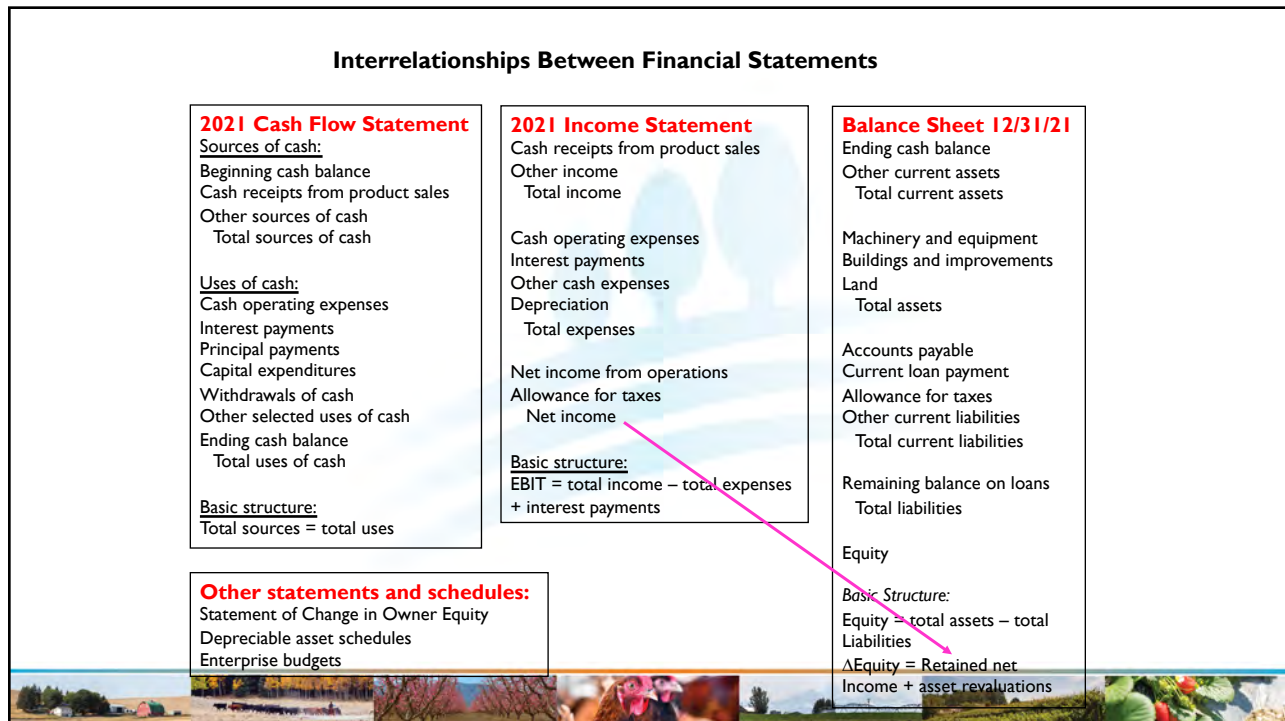 Interrelationships Between Financial Statements
2021 Cash Flow Statement
Sources of cash:
Beginning cash balance
Cash receipts from product sales
Other sources of cash
Total sources of cash
Uses of cash:
Cash operating expenses
Interest payments
Principal payments
Capital expenditures
Withdrawals of cash
Other selected uses of cash
Ending cash balance
Total uses of cash
Basic structure:
Total sources = total uses
2021 Income Statement
Cash receipts from product sales
Other income
Total income
Cash operating expenses
Interest payments
Other cash expenses
Depreciation
Total expenses
Net income from operations
Allowance for taxes
Net income
Basic structure:
EBIT = total income – total expenses
+ interest payments
Balance Sheet 12/31/21
Ending cash balance
Other current assets
Total current assets
Machinery and equipment
Buildings and improvements
Land
Total assets
Accounts payable
Current loan payment
Allowance for taxes
Other current liabilities
Total current liabilities
Remaining balance on loans
Total liabilities
Equity
Basic Structure:
Equity = total assets – total
Liabilities
ΔEquity = Retained net
Income + asset revaluations
Other statements and schedules:
Statement of Change in Owner Equity
Depreciable asset schedules
Enterprise budgets